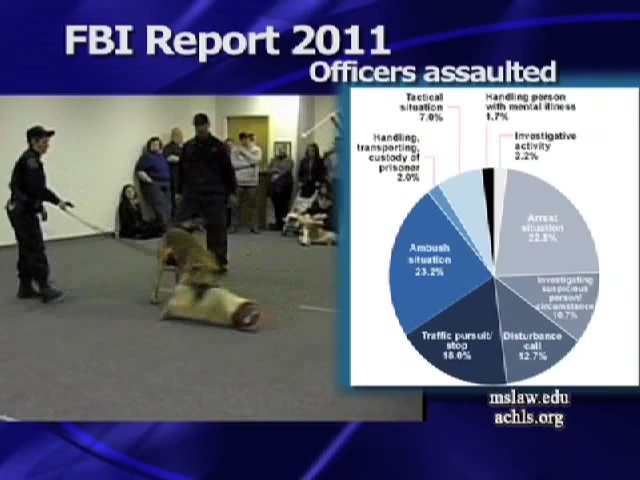 FBI Report 2011
Officers assaulted
Tactical
situation
7.0%
Handling person
with mental illness
1.7%
Handling,
transporting,
custody of
prisoner
2.0%
Investigative
activity
2.2%
Arrest
situation
22.5%
Ambush
situation
23.2%
Investigating
suspicious
person/
circumstance
10.7%
Traffic pursuit/
stop
18.0%
Disturbance
call
12.7%
mslaw.edu
achls.org